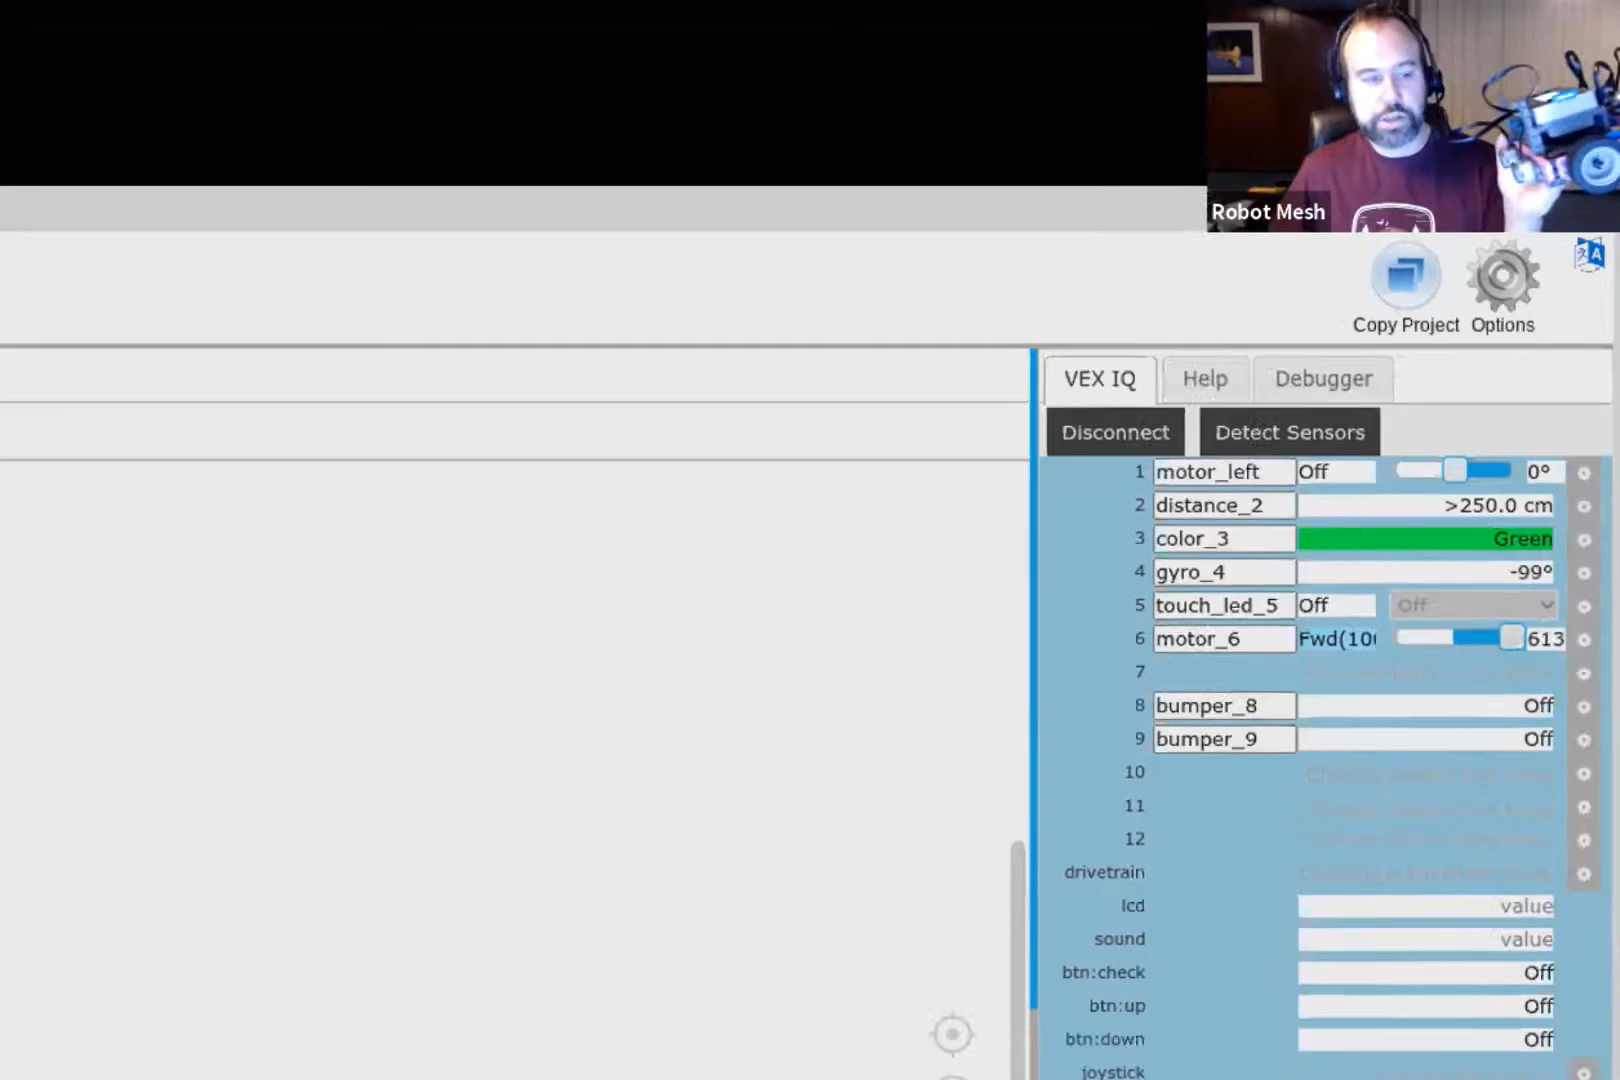 Robot Mesh
Copy Project Options
VEX IQ Help Debugger
Disconnect Detect Sensors
1 motor_left Off 0°
2 distance_2 >250.0 cm
3 color_3 Green
4 gyro_4 -99°
5 touch_led_5 Off Off
6 motor_6 Fwd(10 613
7
8 bumper_8 Off
9 bumper_9 Off
10
11
12
drivetrain
lcd value
sound value
btn:check Off
btn:up Off
btn:down Off
joystick